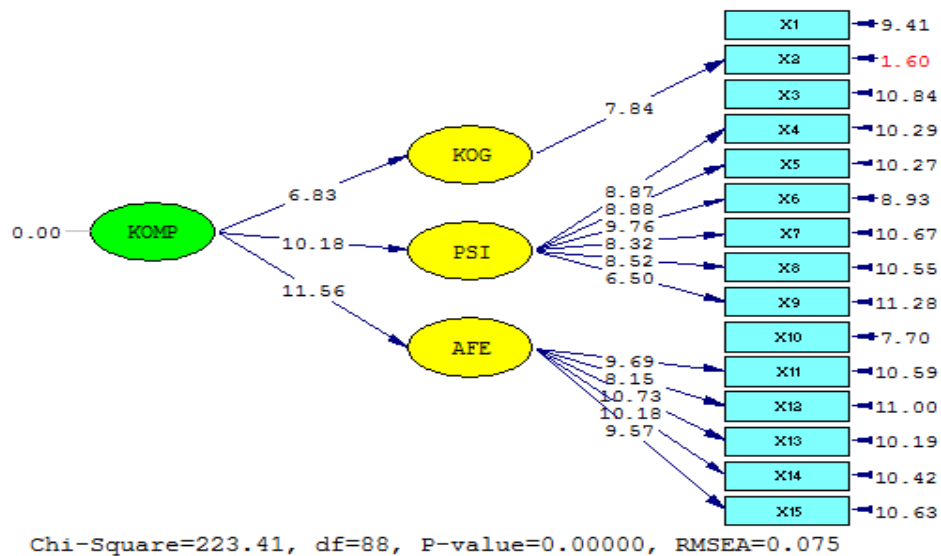 X1 9.41
X2 1.60
X3 10.84
X4 10.29
X5 10.27
X6 8.93
X7 10.67
X8 10.55
X9 11.28
X10 7.70
X11 10.59
X12 11.00
X13 10.19
X14 10.42
X15 10.63
7.84
KOG
6.83
8.87
8.88
9.76
8.32
8.52
6.50
0.00 KOMP
10.18
PSI
11.56
AFE
9.69
8.15
10.73
10.18
9.57
Chi-Square=223.41, df=88, P-value=0.00000, RMSEA=0.075